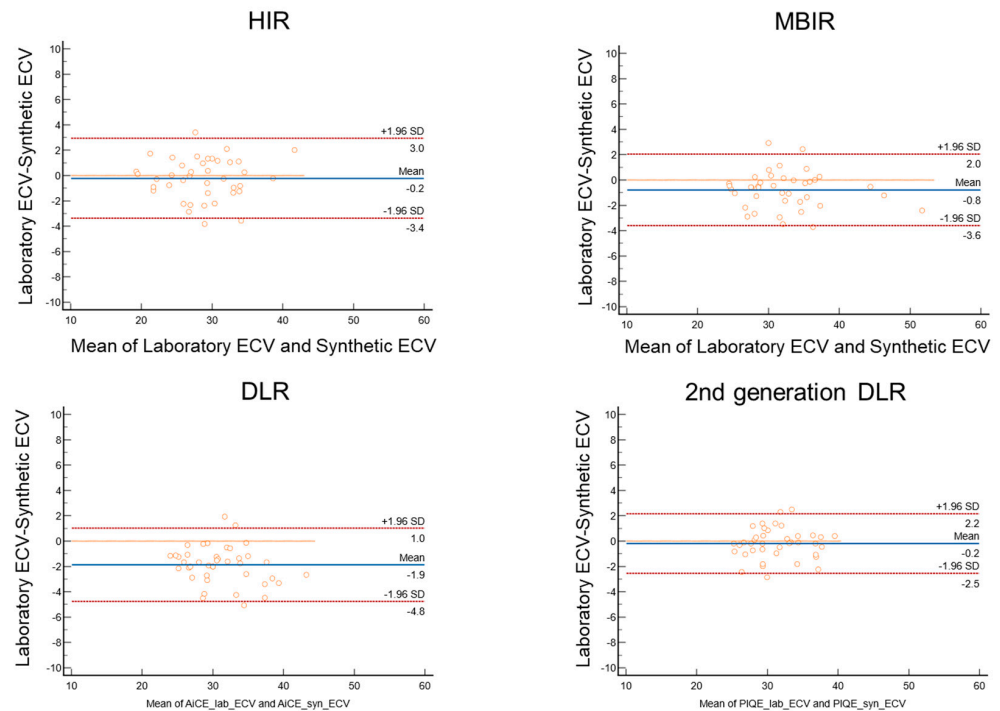 HIR
Laboratory ECV-Synthetic ECV
10
8
6
4
2
0
-2
-4
-6
-8
-10
+1.96 SD
3.0
Mean
-0.2
-1.96 SD
-3.4
10 20 30 40 50 60
Mean of Laboratory ECV and Synthetic ECV
MBIR
Laboratory ECV-Synthetic ECV
10
8
6
4
2
0
-2
-4
-6
-8
-10
+1.96 SD
2.0
Mean
-0.8
-1.96 SD
-3.6
10 20 30 40 50 60
Mean of Laboratory ECV and Synthetic ECV
DLR
Laboratory ECV-Synthetic ECV
10
8
6
4
2
0
-2
-4
-6
-8
-10
+1.96 SD
1.0
Mean
-1.9
-1.96 SD
-4.8
10 20 30 40 50 60
Mean of AiCE_lab_ECV and AiCE_syn_ECV
2nd generation DLR
Laboratory ECV-Synthetic ECV
10
8
6
4
2
0
-2
-4
-6
-8
-10
+1.96 SD
2.2
Mean
-0.2
-1.96 SD
-2.5
10 20 30 40 50 60
Mean of PIQE_lab_ECV and PIQE_syn_ECV